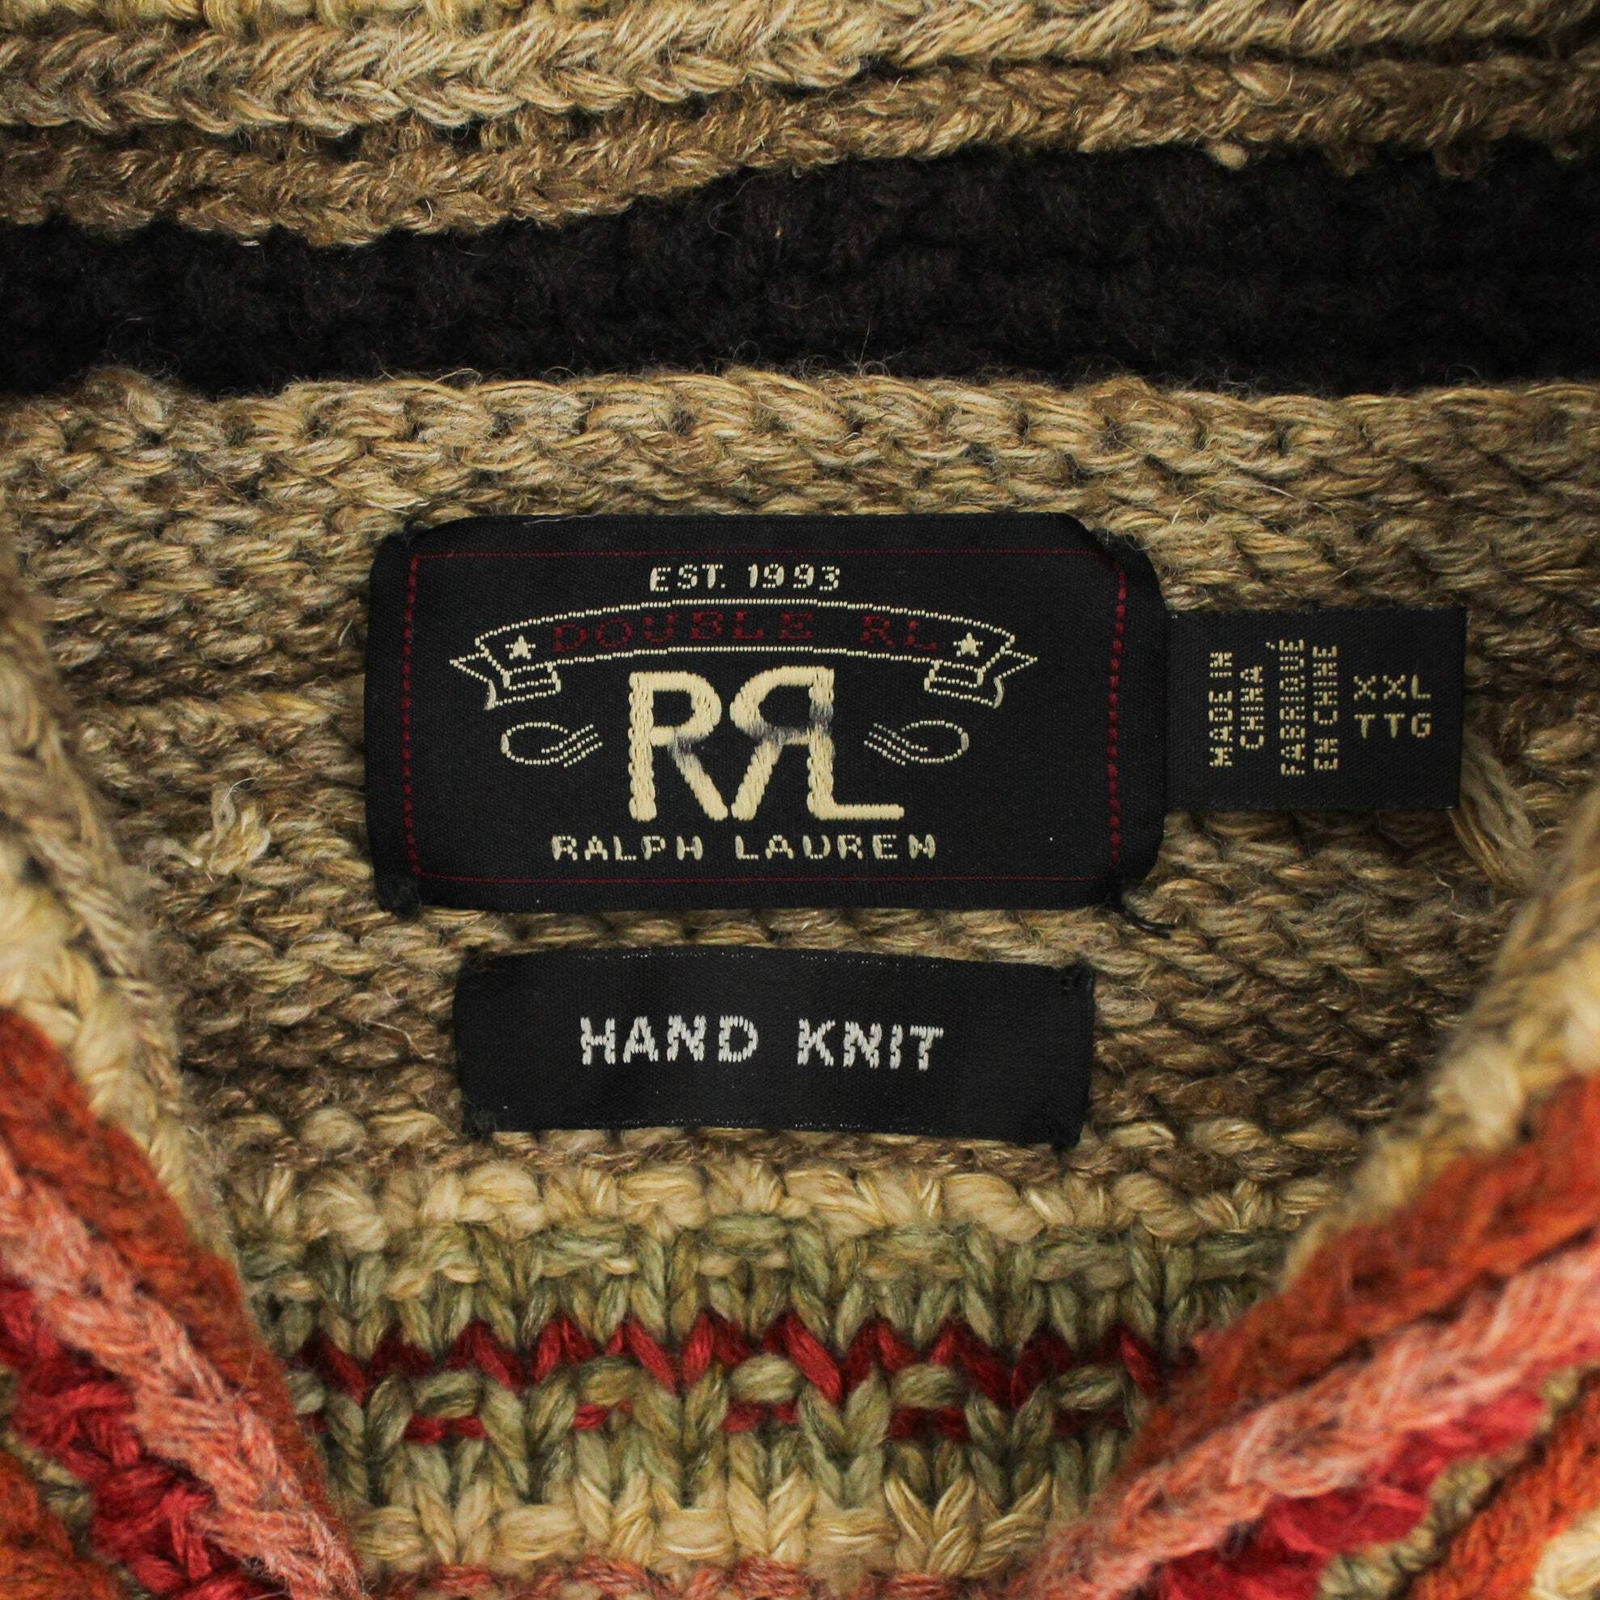 EST. 1993
DOUBLE RL
RRL
RALPH LAUREN
MADE IN
CHINA
FABRIQUÉ
EN CHINE
XXL
TTG
HAND KNIT